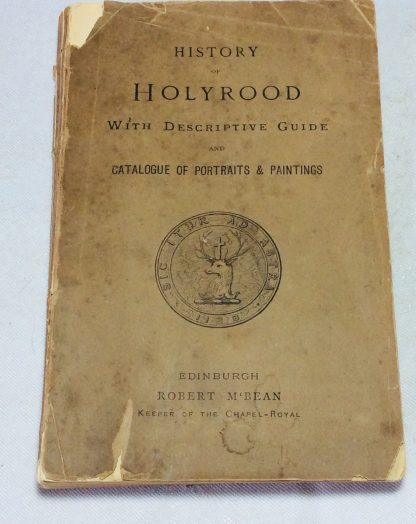 HISTORY
OF
HOLYROOD
WITH DESCRIPTIVE GUIDE
AND
CATALOGUE OF PORTRAITS & PAINTINGS
SIC ITUR AD ASTRA
EDINBURGH
ROBERT M'BEAN
KEEPER OF THE CHAPEL-ROYAL